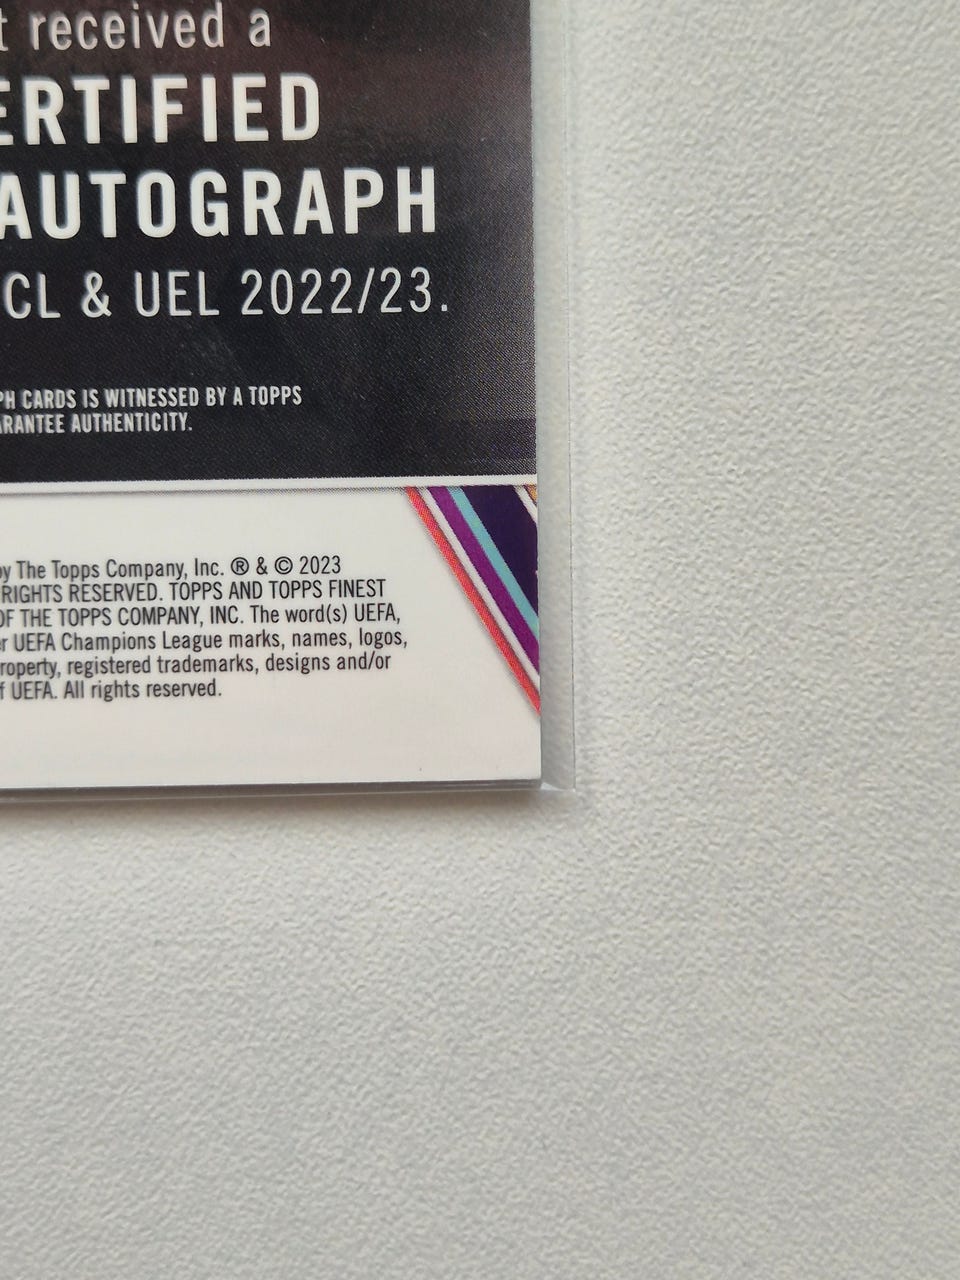 t received a
ERTIFIED
AUTOGRAPH
CL & UEL 2022/23.
PH CARDS IS WITNESSED BY A TOPPS
ARANTEE AUTHENTICITY.
by The Topps Company, Inc. ® & © 2023
RIGHTS RESERVED. TOPPS AND TOPPS FINEST
OF THE TOPPS COMPANY, INC. The word(s) UEFA,
r UEFA Champions League marks, names, logos,
roperty, registered trademarks, designs and/or
f UEFA. All rights reserved.